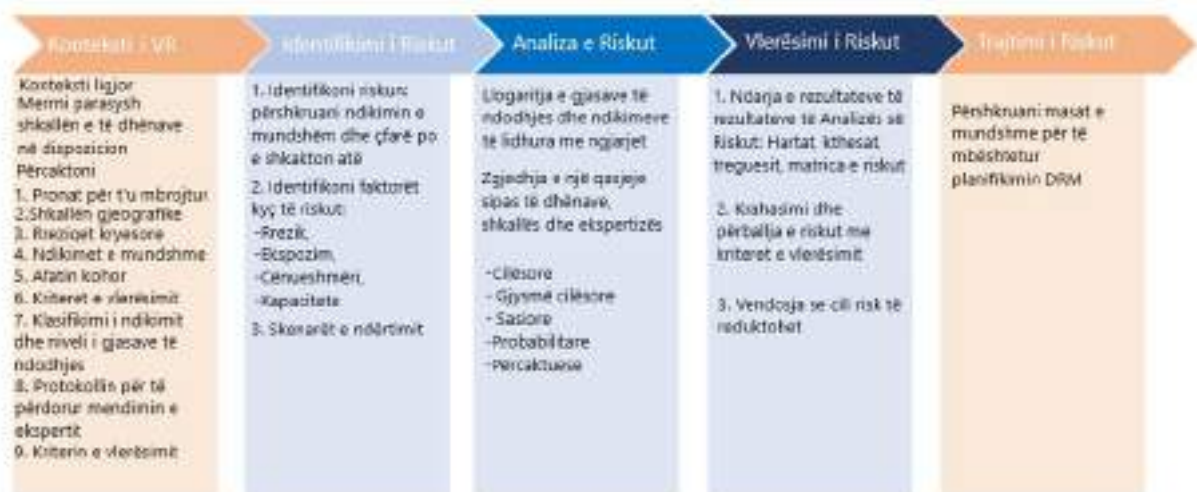 Konteksti i VR
Konteksti ligjor
Merrni parasysh
shkallën e të dhënave
në dispozicion
Përcaktoni
1. Pronat për t'u mbrojtur
2.Shkallën gjeografike
3. Rreziqet kryesore
4. Ndikimet e mundshme
5. Afatin kohor
6. Kriteret e vlerësimit
7. Klasifikimi i ndikimit
dhe niveli i gjasave të
ndodhjes
8. Protokollin për të
përdorur mendimin e
ekspertit
9. Kriterin e vlerësimit
Identifikimi i Riskut
1. Identifikoni riskun:
përshkruani ndikimin e
mundshëm dhe çfarë po
e shkakton atë
2. Identifikoni faktorët
kyç të riskut:
-Rrezik,
-Ekspozim,
-Cenueshmëri,
-Kapacitete
3. Skenarët e ndërtimit
Analiza e Riskut
Llogaritja e gjasave të
ndodhjes dhe ndikimeve
të lidhura me ngjarjet
Zgjedhja e një qasjeje
sipas të dhënave,
shkallës dhe ekspertizës
-Cilësore
- Gjysmë cilësore
- Sasiore
-Probabilitare
-Përcaktuese
Vlerësimi i Riskut
1. Ndarja e rezultateve të
rezultateve të Analizës së
Riskut: Hartat, kthesat,
treguesit, matrica e riskut
2. Krahasimi dhe
përballja e riskut me
kriteret e vlerësimit
3. Vendosja se cili risk të
reduktohet
Trajtimi i Riskut
Përshkruani masat e
mundshme për të
mbështetur
planifikimin DRM